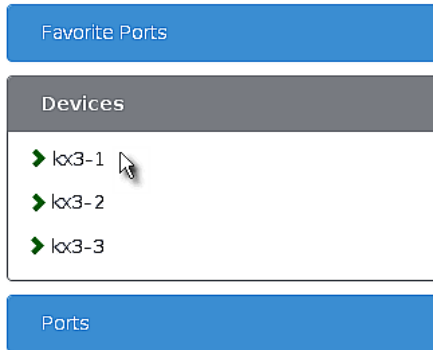 Favorite Ports
Devices
kx3-1
kx3-2
kx3-3
Ports